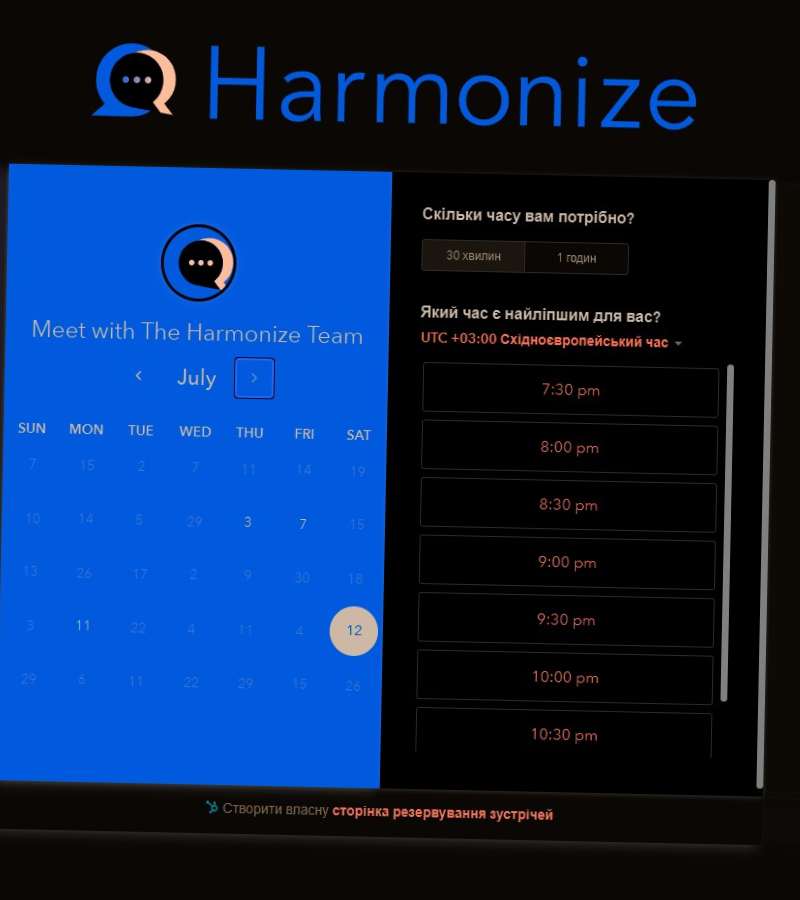 Harmonize
Meet with The Harmonize Team
July
SUN MON TUE WED THU FRI SAT
7 15 2 7 11 14 19
10 14 5 29 3 7 15
13 26 17 2 9 30 18
3 11 22 4 11 4 12
29 6 11 22 29 15 26
Скільки часу вам потрібно?
30 хвилин 1 годин
Який час є найліпшим для вас?
UTC +03:00 Східноєвропейський час
7:30 pm
8:00 pm
8:30 pm
9:00 pm
9:30 pm
10:00 pm
10:30 pm
Створити власну сторінка резервування зустрічей